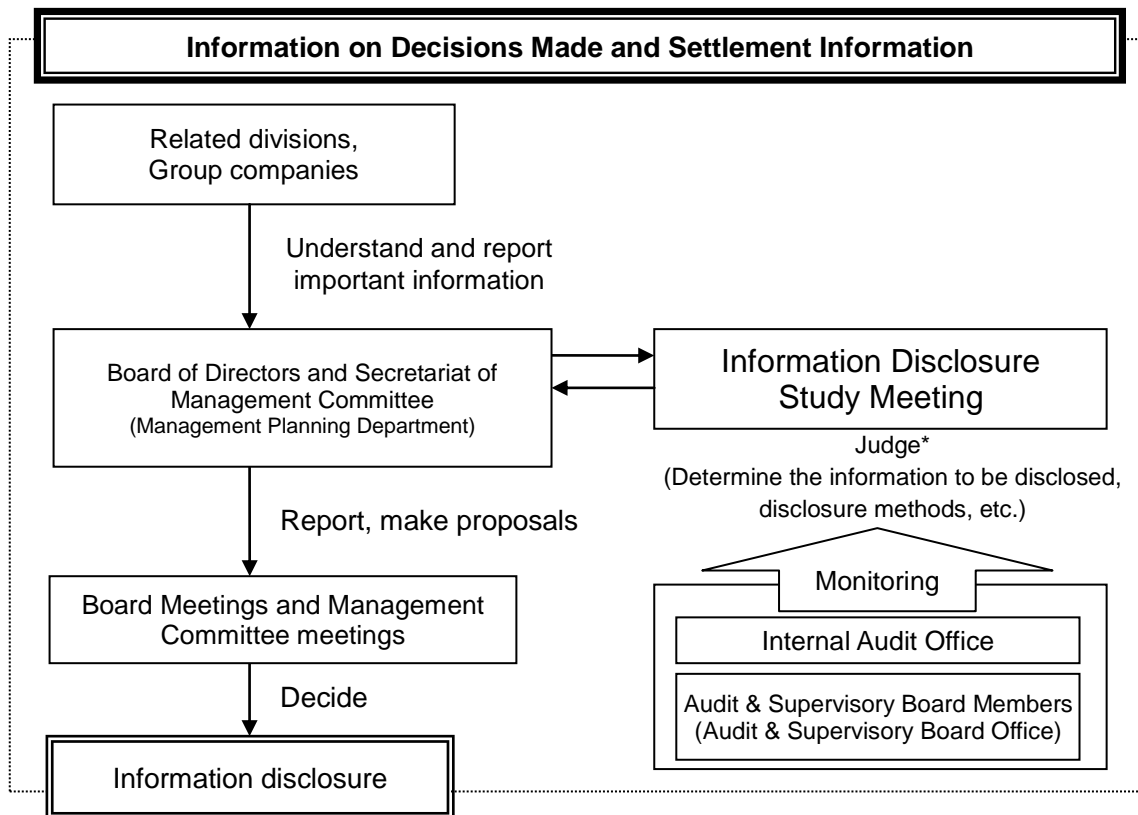 Information on Decisions Made and Settlement Information
Related divisions,
Group companies
Understand and report
important information
Board of Directors and Secretariat of
Management Committee
(Management Planning Department)
Information Disclosure
Study Meeting
Judge*
(Determine the information to be disclosed,
disclosure methods, etc.)
Report, make proposals
Monitoring
Board Meetings and Management
Committee meetings
Internal Audit Office
Decide
Audit & Supervisory Board Members
(Audit & Supervisory Board Office)
Information disclosure